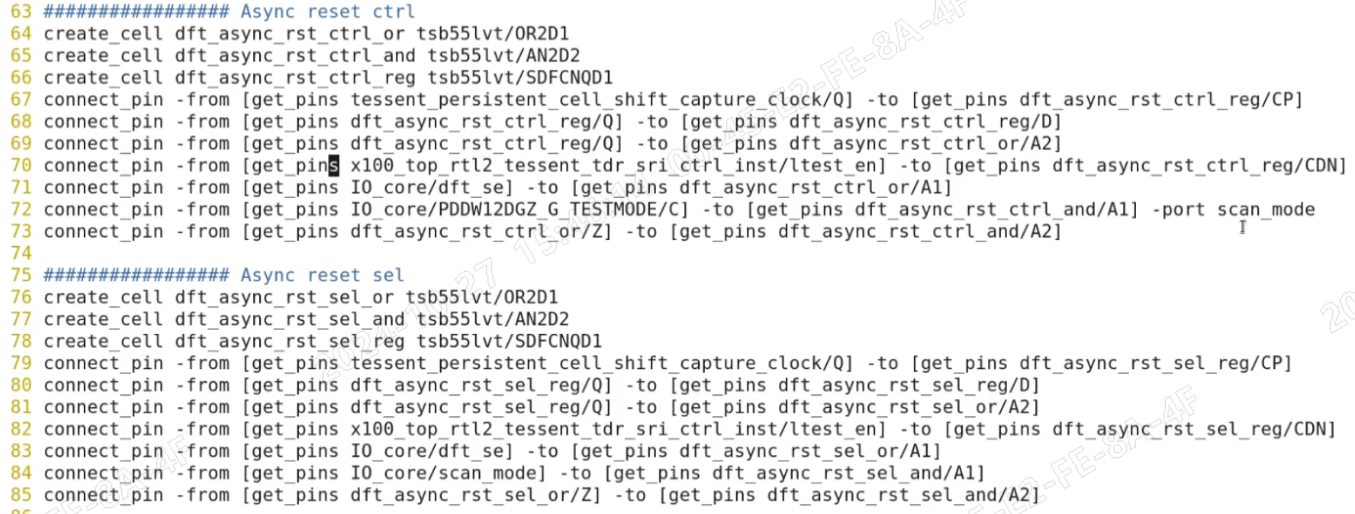 63 ################# Async reset ctrl
64 create_cell dft_async_rst_ctrl_or tsb55lvt/OR2D1
65 create_cell dft_async_rst_ctrl_and tsb55lvt/AN2D2
66 create_cell dft_async_rst_ctrl_reg tsb55lvt/SDFCNQD1
67 connect_pin -from [get_pins tessent_persistent_cell_shift_capture_clock/Q] -to [get_pins dft_async_rst_ctrl_reg/CP]
68 connect_pin -from [get_pins dft_async_rst_ctrl_reg/Q] -to [get_pins dft_async_rst_ctrl_reg/D]
69 connect_pin -from [get_pins dft_async_rst_ctrl_reg/Q] -to [get_pins dft_async_rst_ctrl_or/A2]
70 connect_pin -from [get_pins x100_top_rtl2_tessent_tdr_sri_ctrl_inst/ltest_en] -to [get_pins dft_async_rst_ctrl_reg/CDN]
71 connect_pin -from [get_pins IO_core/dft_se] -to [get_pins dft_async_rst_ctrl_or/A1]
72 connect_pin -from [get_pins IO_core/PDDW12DGZ_G_TESTMODE/C] -to [get_pins dft_async_rst_ctrl_and/A1] -port scan_mode
73 connect_pin -from [get_pins dft_async_rst_ctrl_or/Z] -to [get_pins dft_async_rst_ctrl_and/A2]
74
75 ################# Async reset sel
76 create_cell dft_async_rst_sel_or tsb55lvt/OR2D1
77 create_cell dft_async_rst_sel_and tsb55lvt/AN2D2
78 create_cell dft_async_rst_sel_reg tsb55lvt/SDFCNQD1
79 connect_pin -from [get_pins tessent_persistent_cell_shift_capture_clock/Q] -to [get_pins dft_async_rst_sel_reg/CP]
80 connect_pin -from [get_pins dft_async_rst_sel_reg/Q] -to [get_pins dft_async_rst_sel_reg/D]
81 connect_pin -from [get_pins dft_async_rst_sel_reg/Q] -to [get_pins dft_async_rst_sel_or/A2]
82 connect_pin -from [get_pins x100_top_rtl2_tessent_tdr_sri_ctrl_inst/ltest_en] -to [get_pins dft_async_rst_sel_reg/CDN]
83 connect_pin -from [get_pins IO_core/dft_se] -to [get_pins dft_async_rst_sel_or/A1]
84 connect_pin -from [get_pins IO_core/scan_mode] -to [get_pins dft_async_rst_sel_and/A1]
85 connect_pin -from [get_pins dft_async_rst_sel_or/Z] -to [get_pins dft_async_rst_sel_and/A2]